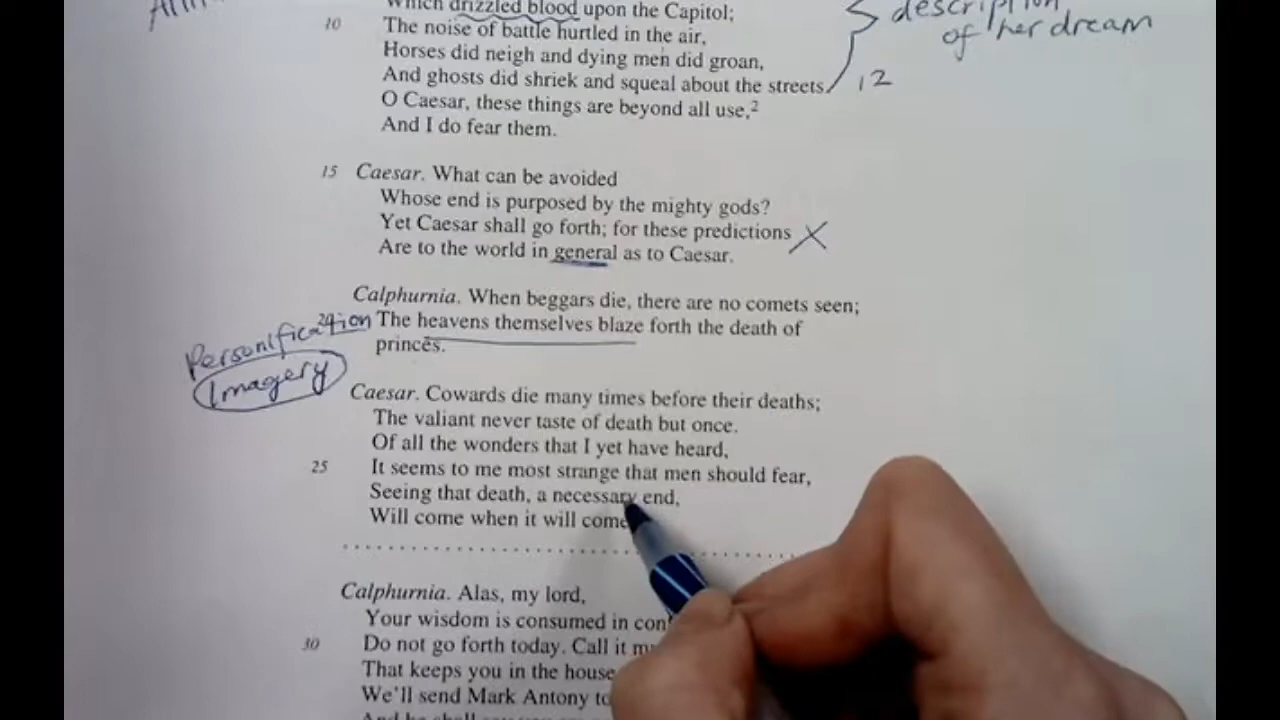 Which drizzled blood upon the Capitol;
description
10 The noise of battle hurtled in the air,
of her dream
Horses did neigh and dying men did groan,
And ghosts did shriek and squeal about the streets
12
O Caesar, these things are beyond all use,2
And I do fear them.
15 Caesar. What can be avoided
Whose end is purposed by the mighty gods?
Yet Caesar shall go forth; for these predictions X
Are to the world in general as to Caesar.
Calphurnia. When beggars die, there are no comets seen;
Personification
20 The heavens themselves blaze forth the death of
princes.
Imagery
Caesar. Cowards die many times before their deaths;
The valiant never taste of death but once.
Of all the wonders that I yet have heard,
25 It seems to me most strange that men should fear,
Seeing that death, a necessary end,
Will come when it will come
Calphurnia. Alas, my lord,
Your wisdom is consumed in
30 Do not go forth today. Call it
That keeps you in the house
We'll send Mark Antony to